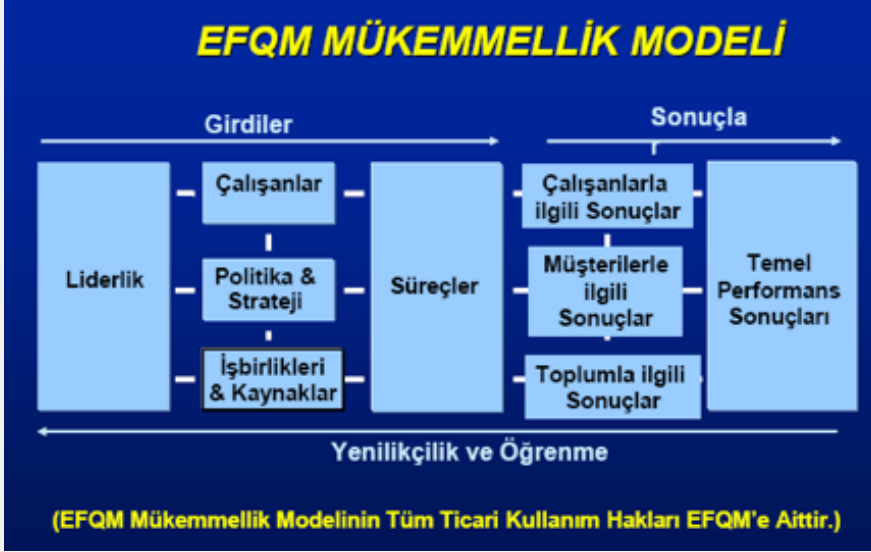 EFQM MÜKEMMELLİK MODELİ
Girdiler
Sonuçla
r
Liderlik
Çalışanlar
Politika &
Strateji
İşbirlikleri
& Kaynaklar
Süreçler
Çalışanlarla
ilgili Sonuçlar
Müşterilerle
ilgili
Sonuçlar
Toplumla ilgili
Sonuçlar
Temel
Performans
Sonuçları
Yenilikçilik ve Öğrenme
(EFQM Mükemmellik Modelinin Tüm Ticari Kullanım Hakları EFQM'e Aittir.)